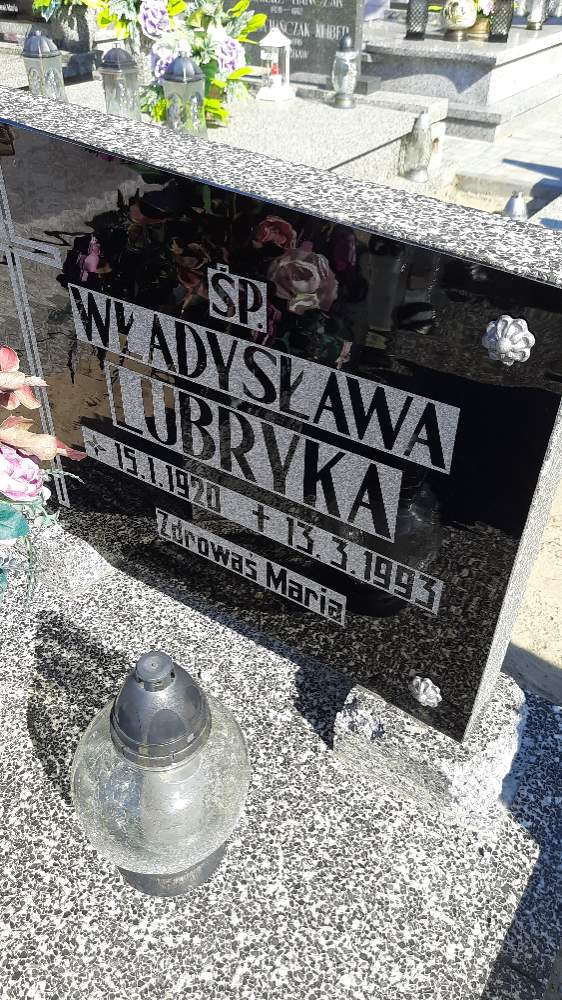 ŚP.
WŁADYSŁAWA
LUBRYKA
15.1.1920 + 13.3.1993
Zdrowaś Maria